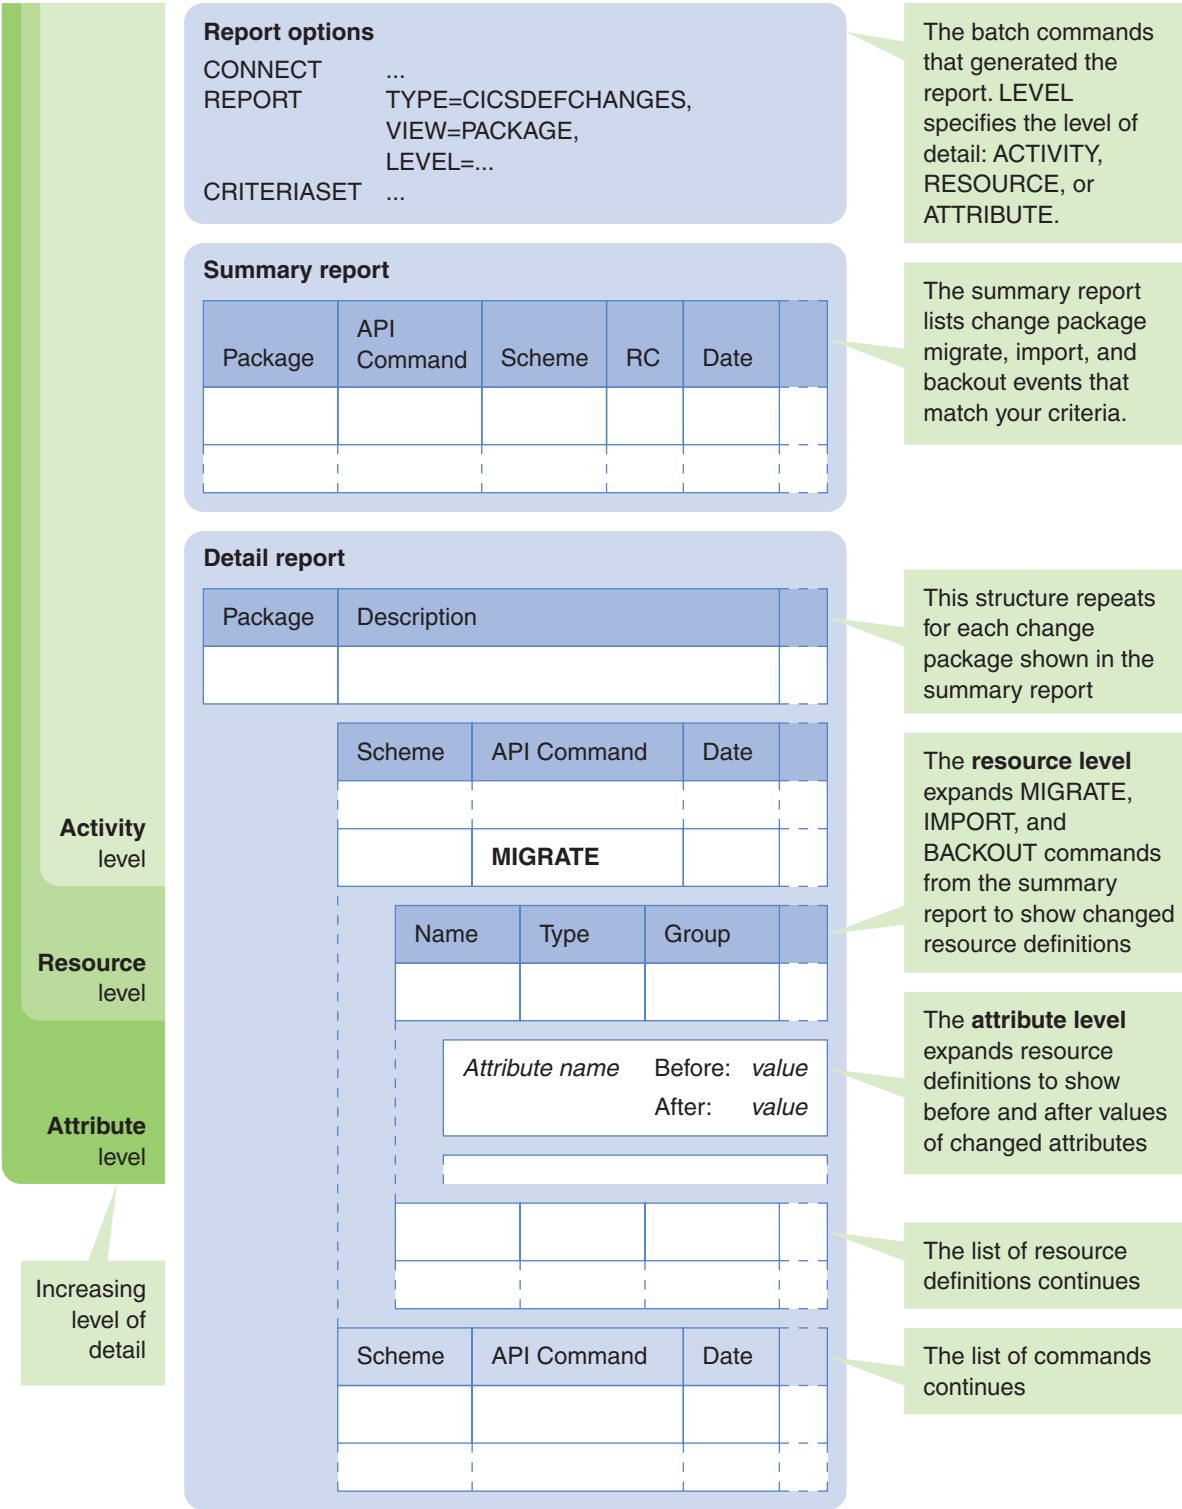 Report options
CONNECT ...
REPORT TYPE=CICSDEFCHANGES,
VIEW=PACKAGE,
LEVEL=...
CRITERIASET ...
The batch commands
that generated the
report. LEVEL
specifies the level of
detail: ACTIVITY,
RESOURCE, or
ATTRIBUTE.
Summary report
API
Package Command Scheme RC Date
The summary report
lists change package
migrate, import, and
backout events that
match your criteria.
Detail report
Package Description
This structure repeats
for each change
package shown in the
summary report
Scheme API Command Date
MIGRATE
The resource level
expands MIGRATE,
IMPORT, and
BACKOUT commands
from the summary
report to show changed
resource definitions
Activity
level
Name Type Group
Resource
level
Attribute name Before: value
After: value
The attribute level
expands resource
definitions to show
before and after values
of changed attributes
Attribute
level
Increasing
level of
detail
The list of resource
definitions continues
Scheme API Command Date
The list of commands
continues